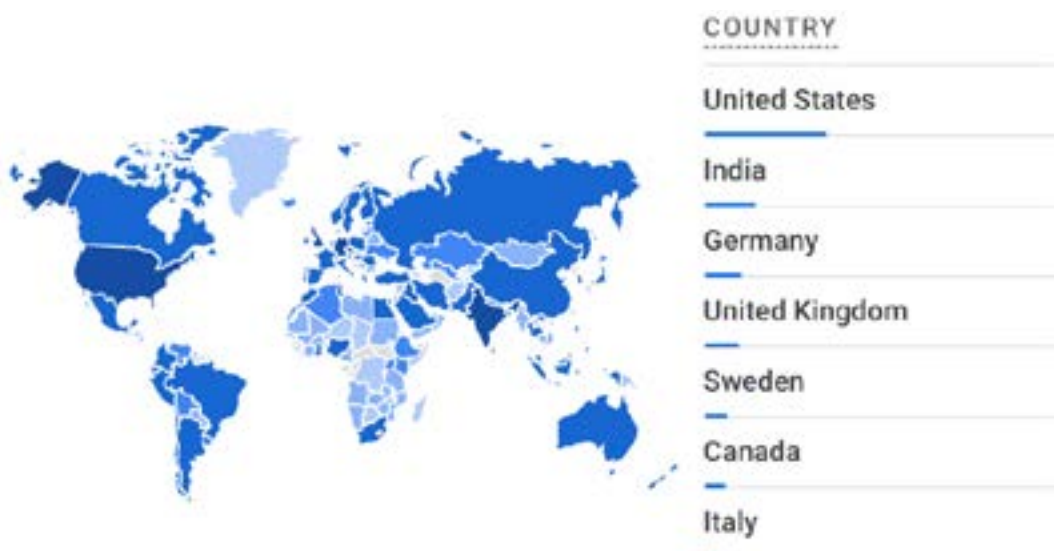 COUNTRY
United States
India
Germany
United Kingdom
Sweden
Canada
Italy